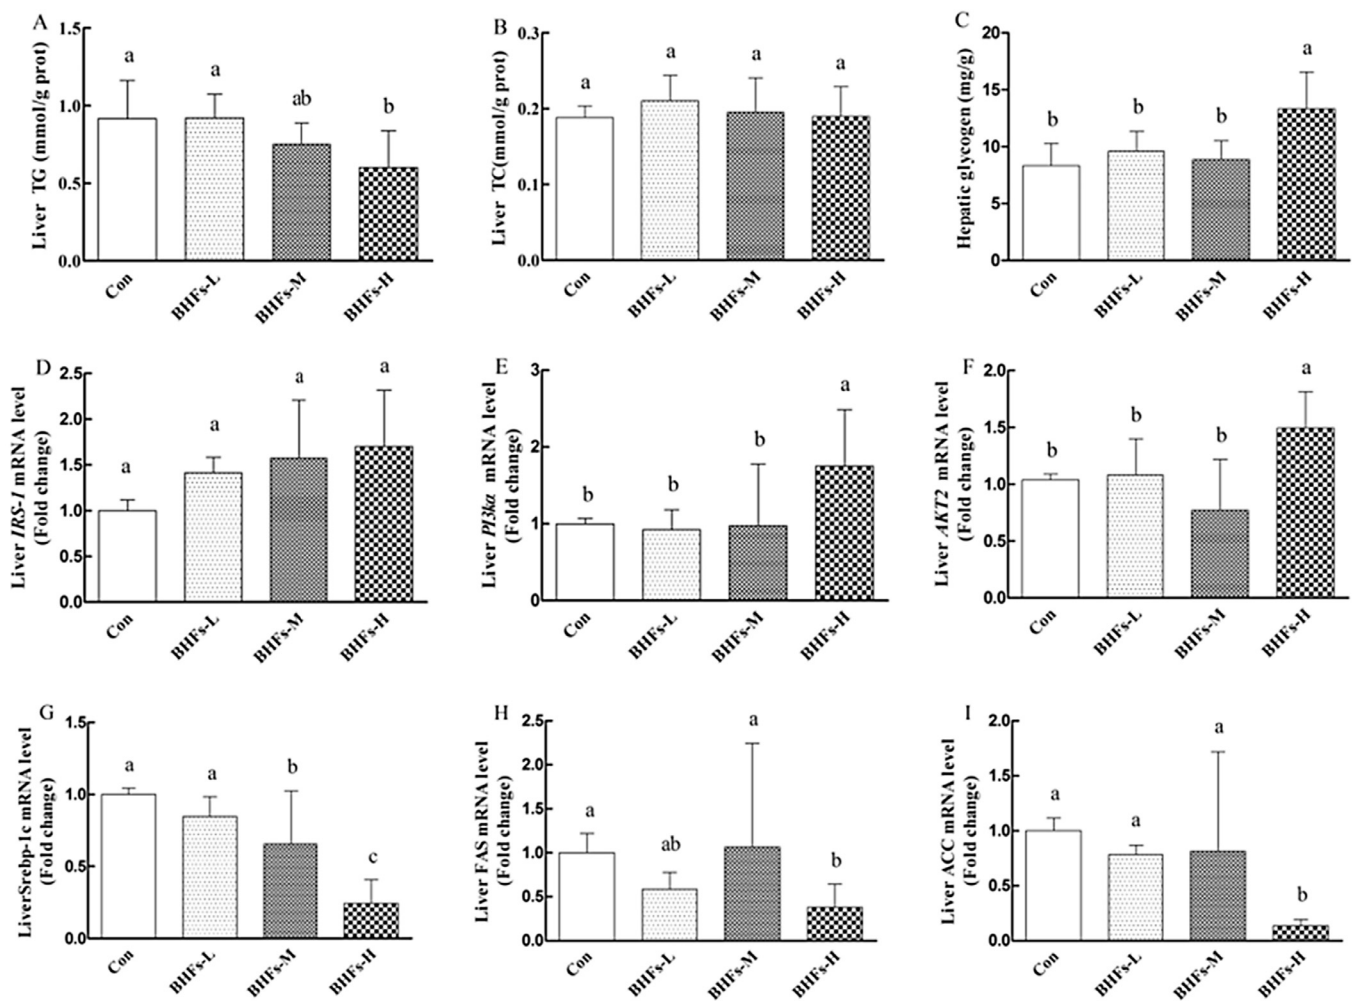 A
Liver TG (mmol/g prot)
1.5
1.0
0.5
0.0
a
a
ab
b
Con
BHFs-L
BHFs-M
BHFs-H
B
Liver TC(mmol/g prot)
0.3
0.2
0.1
0.0
a
a
a
a
Con
BHFs-L
BHFs-M
BHFs-H
C
Hepatic glyeogen (mg/g)
20
15
10
5
0
b
b
b
a
Con
BHFs-L
BHFs-M
BHFs-H
D
Liver IRS-1 mRNA level
(Fold change)
2.5
2.0
1.5
1.0
0.5
0.0
a
a
a
a
Con
BHFs-L
BHFs-M
BHFs-H
E
Liver PI3kα mRNA level
(Fold change)
3
2
1
0
b
b
b
a
Con
BHFs-L
BHFs-M
BHFs-H
F
Liver AKT2 mRNA level
(Fold change)
2.0
1.5
1.0
0.5
0.0
b
b
b
a
Con
BHFs-L
BHFs-M
BHFs-H
G
LiverSrebp-1c mRNA level
(Fold change)
1.5
1.0
0.5
0.0
a
a
b
c
Con
BHFs-L
BHFs-M
BHFs-H
H
Liver FAS mRNA level
(Fold change)
2.5
2.0
1.5
1.0
0.5
0.0
a
ab
a
b
Con
BHFs-L
BHFs-M
BHFs-H
I
Liver ACC mRNA level
(Fold change)
2.0
1.5
1.0
0.5
0.0
a
a
a
b
Con
BHFs-L
BHFs-M
BHFs-H